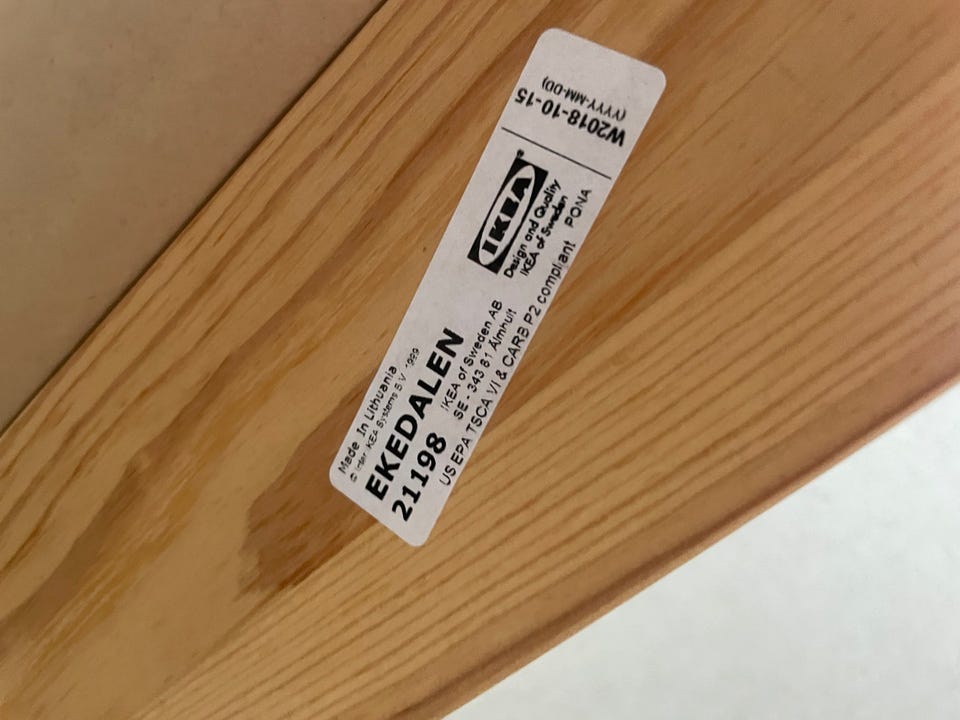 Made in Lithuania
© Inter IKEA Systems B.V. 1999
EKEDALEN
21198
IKEA of Sweden AB
SE - 343 81 Älmhult
US EPA TSCA VI & CARB P2 compliant PONA
IKEA®
Design and Quality
IKEA of Sweden
W2018-10-15
(YYYY-MM-DD)